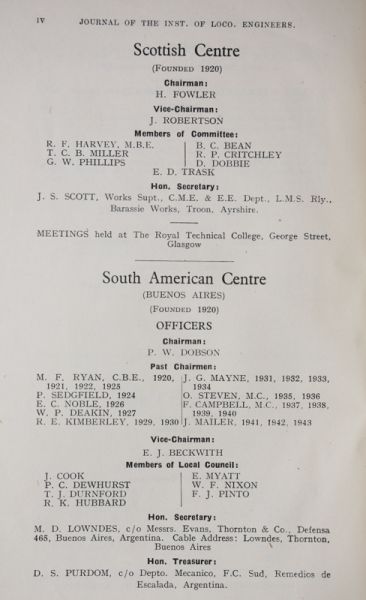 IV JOURNAL OF THE INST. OF LOCO. ENGINEERS.
Scottish Centre
(FOUNDED 1920)
Chairman:
H. FOWLER
Vice-Chairman:
J. ROBERTSON
Members of Committee:
R. F. HARVEY, M.B.E. B. C. BEAN
T. C. B. MILLER R. P. CRITCHLEY
G. W. PHILLIPS D. DOBBIE
E. D. TRASK
Hon. Secretary:
J. S. SCOTT, Works Supt., C.M.E. & E.E. Dept., L.M.S. Rly.,
Barassie Works, Troon, Ayrshire.
MEETINGS held at The Royal Technical College, George Street,
Glasgow
South American Centre
(BUENOS AIRES)
(FOUNDED 1920)
OFFICERS
Chairman:
P. W. DOBSON
Past Chairmen:
M. F. RYAN, C.B.E., 1920, J. G. MAYNE, 1931, 1932, 1933,
1921, 1922, 1925 1934
P. SEDGFIELD, 1924 O. STEVEN, M.C., 1935, 1936
E. C. NOBLE, 1926 F. CAMPBELL, M.C., 1937, 1938,
W. P. DEAKIN, 1927 1939, 1940
R. E. KIMBERLEY, 1929, 1930 J. MAILER, 1941, 1942, 1943
Vice-Chairman:
E. J. BECKWITH
Members of Local Council:
J. COOK E. MYATT
P. C. DEWHURST W. F. NIXON
T. J. DURNFORD F. J. PINTO
R. K. HUBBARD
Hon. Secretary:
M. D. LOWNDES, c/o Messrs. Evans, Thornton & Co., Defensa
465, Buenos Aires, Argentina. Cable Address: Lowndes, Thornton,
Buenos Aires
Hon. Treasurer:
D. S. PURDOM, c/o Depto. Mecanico, F.C. Sud, Remedios de
Escalada, Argentina.